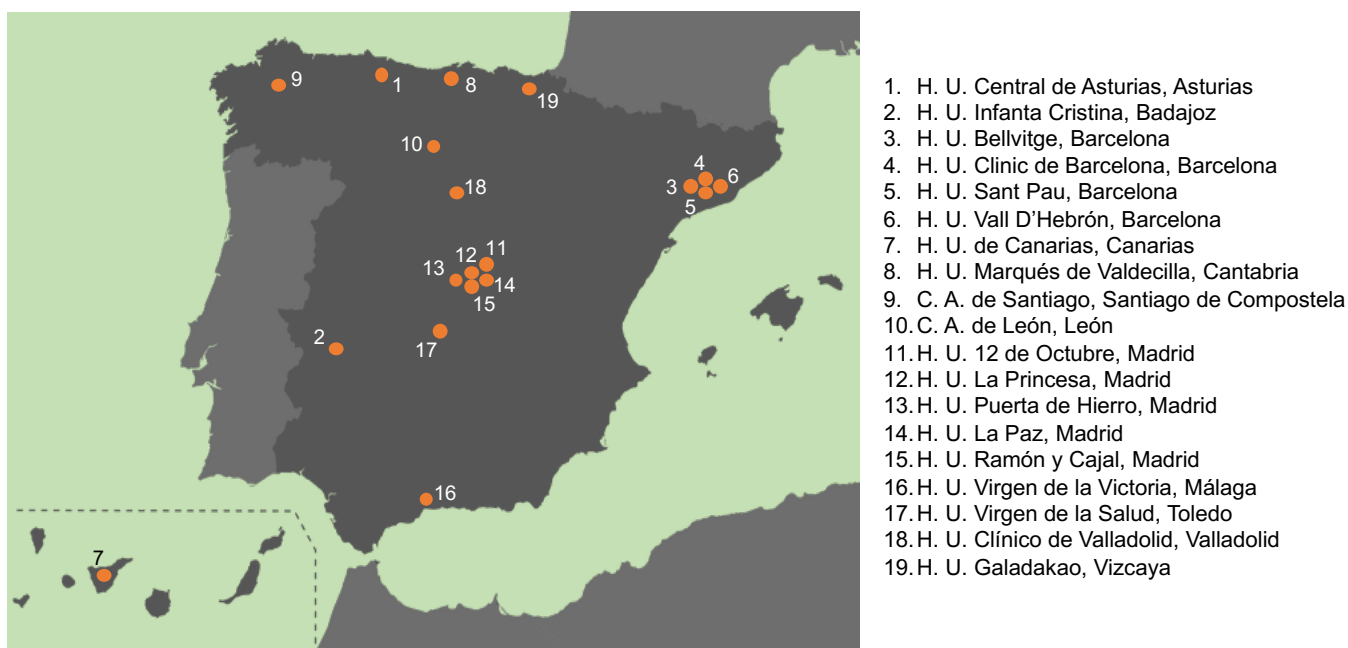 9
1
8
19
10
18
4
3
6
5
11
12
13
14
15
17
2
16
7
1. H. U. Central de Asturias, Asturias
2. H. U. Infanta Cristina, Badajoz
3. H. U. Bellvitge, Barcelona
4. H. U. Clinic de Barcelona, Barcelona
5. H. U. Sant Pau, Barcelona
6. H. U. Vall D’Hebrón, Barcelona
7. H. U. de Canarias, Canarias
8. H. U. Marqués de Valdecilla, Cantabria
9. C. A. de Santiago, Santiago de Compostela
10. C. A. de León, León
11. H. U. 12 de Octubre, Madrid
12. H. U. La Princesa, Madrid
13. H. U. Puerta de Hierro, Madrid
14. H. U. La Paz, Madrid
15. H. U. Ramón y Cajal, Madrid
16. H. U. Virgen de la Victoria, Málaga
17. H. U. Virgen de la Salud, Toledo
18. H. U. Clínico de Valladolid, Valladolid
19. H. U. Galadakao, Vizcaya